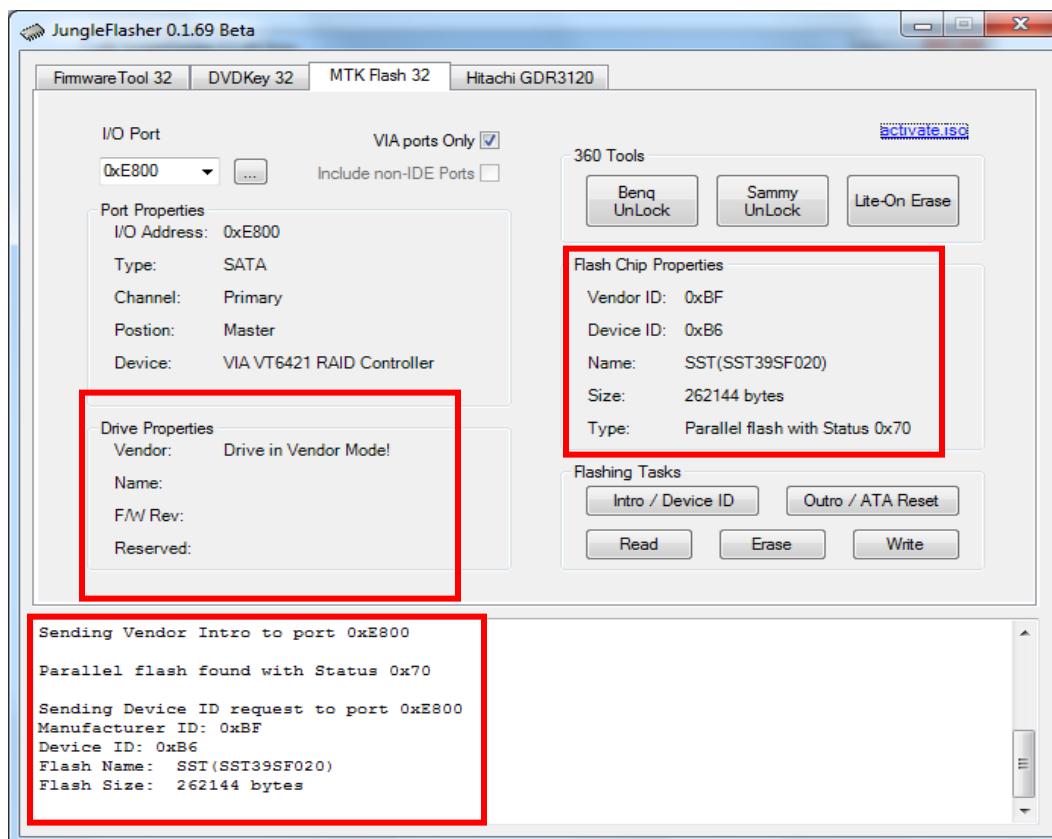 JungleFlasher 0.1.69 Beta
FirmwareTool 32
DVDKey 32
MTK Flash 32
Hitachi GDR3120
I/O Port
VIA ports Only
activate.iso
0xE800
...
Include non-IDE Ports
Port Properties
I/O Address: 0xE800
Type: SATA
Channel: Primary
Postion: Master
Device: VIA VT6421 RAID Controller
Drive Properties
Vendor: Drive in Vendor Mode!
Name:
F/W Rev:
Reserved:
360 Tools
Benq
UnLock
Sammy
UnLock
Lite-On Erase
Flash Chip Properties
Vendor ID: 0xBF
Device ID: 0xB6
Name: SST(SST39SF020)
Size: 262144 bytes
Type: Parallel flash with Status 0x70
Flashing Tasks
Intro / Device ID
Outro / ATA Reset
Read
Erase
Write
Sending Vendor Intro to port 0xE800
Parallel flash found with Status 0x70
Sending Device ID request to port 0xE800
Manufacturer ID: 0xBF
Device ID: 0xB6
Flash Name: SST(SST39SF020)
Flash Size: 262144 bytes